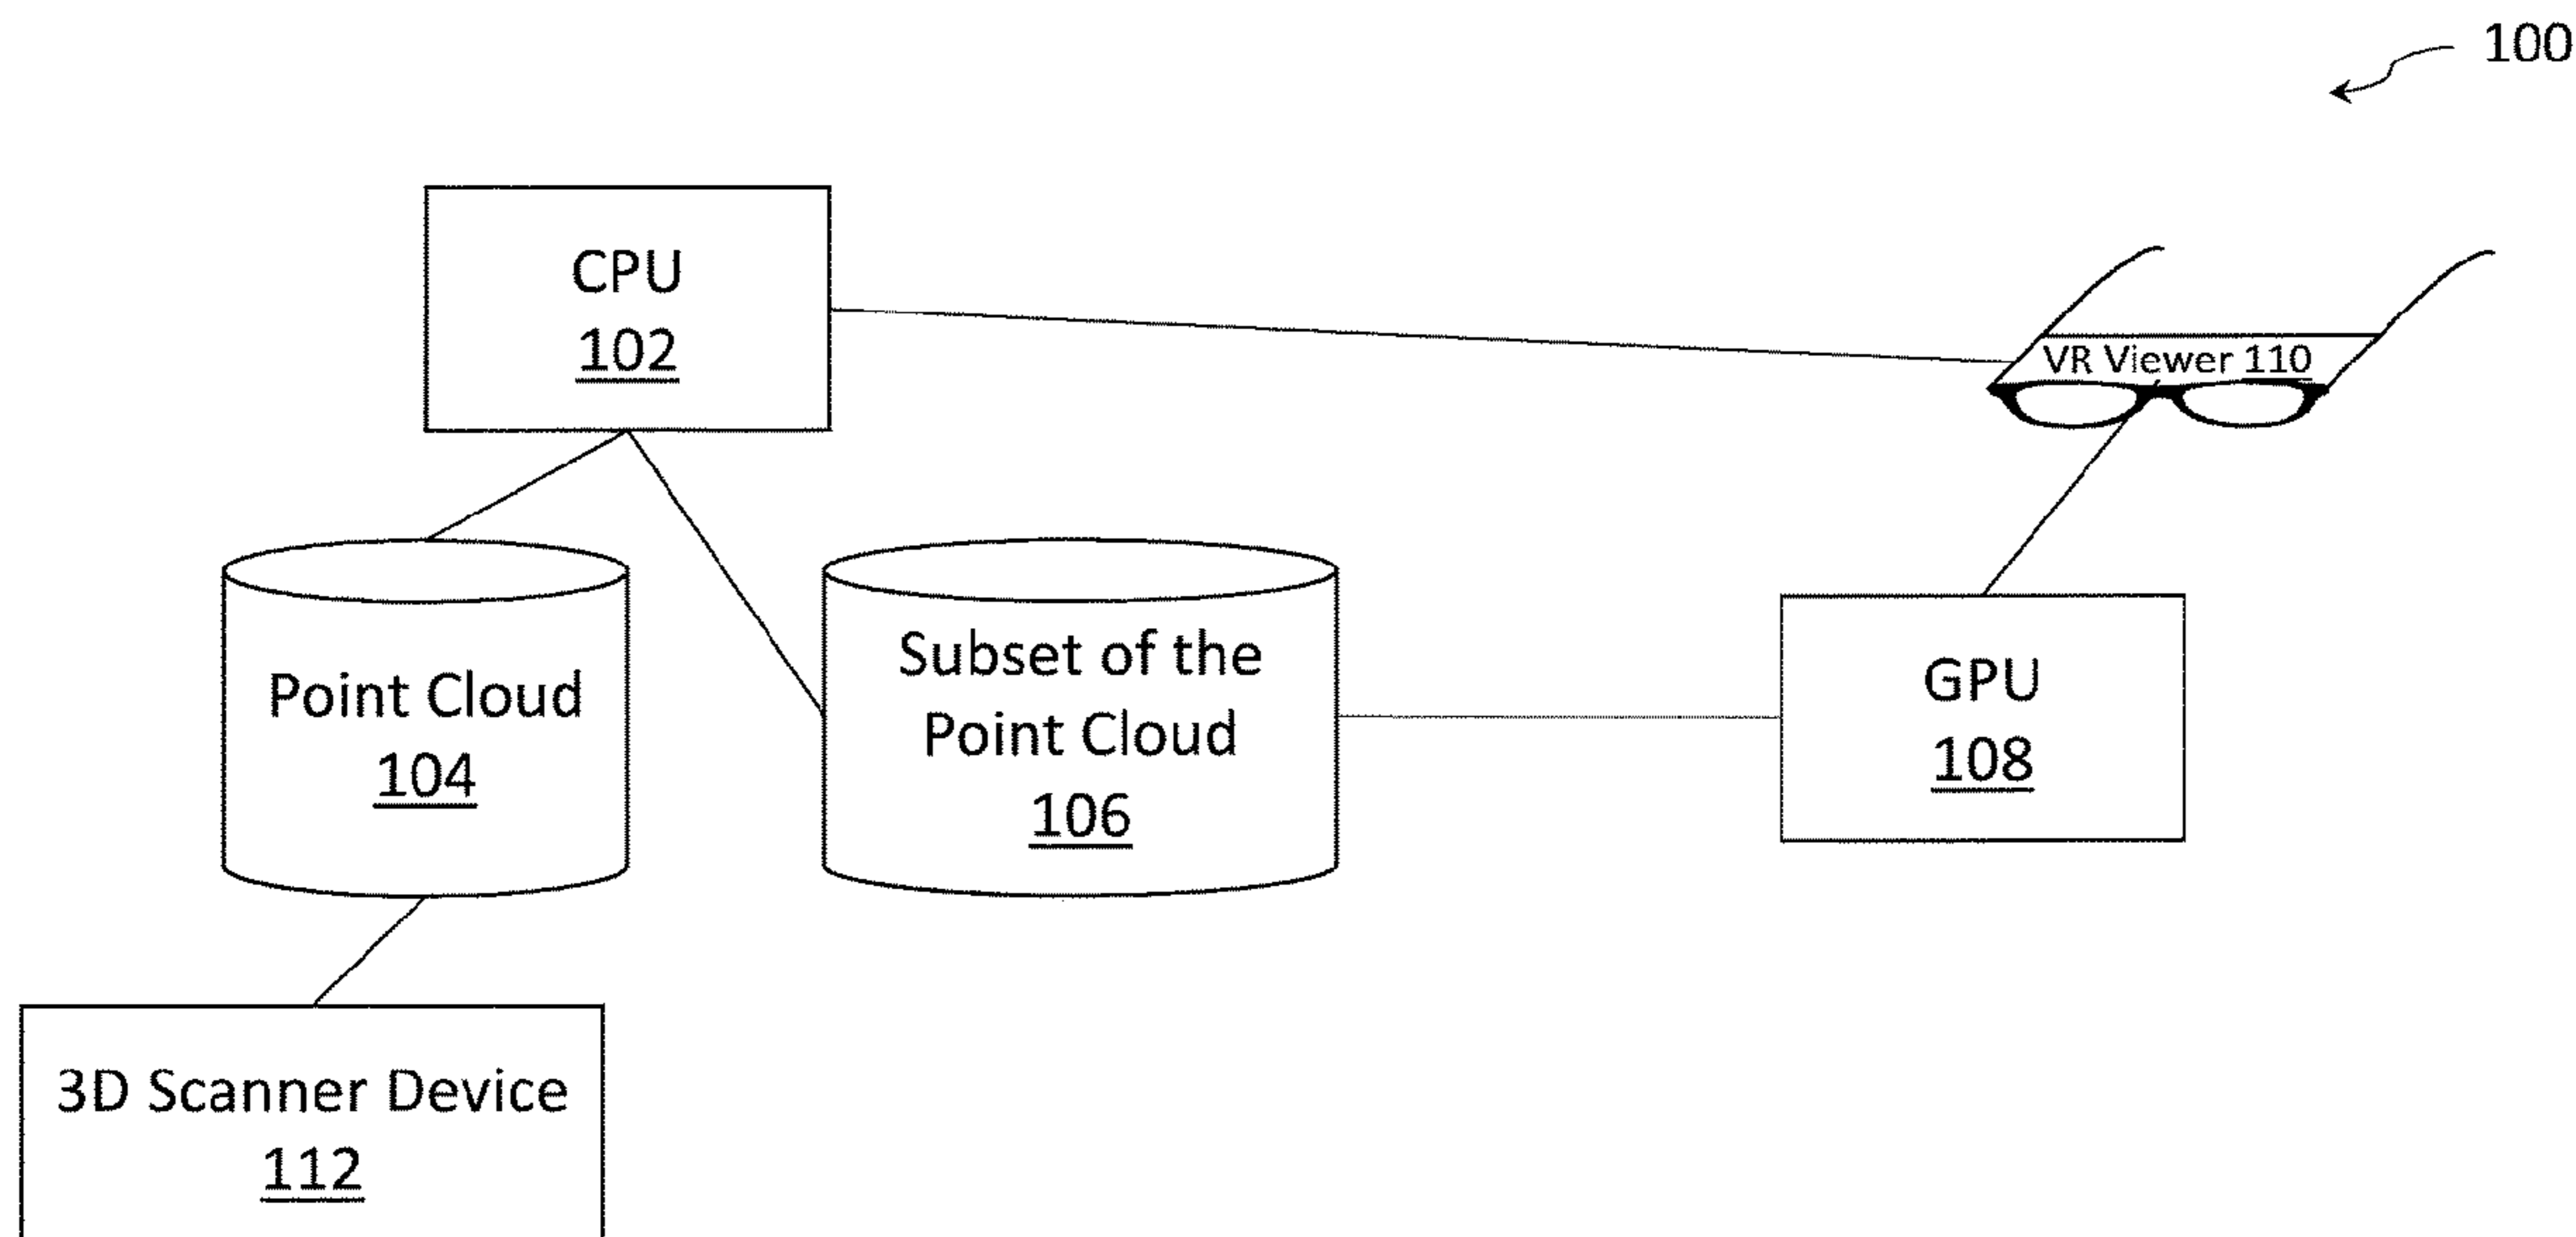 100
CPU
102
VR Viewer 110
Point Cloud
104
Subset of the
Point Cloud
106
GPU
108
3D Scanner Device
112